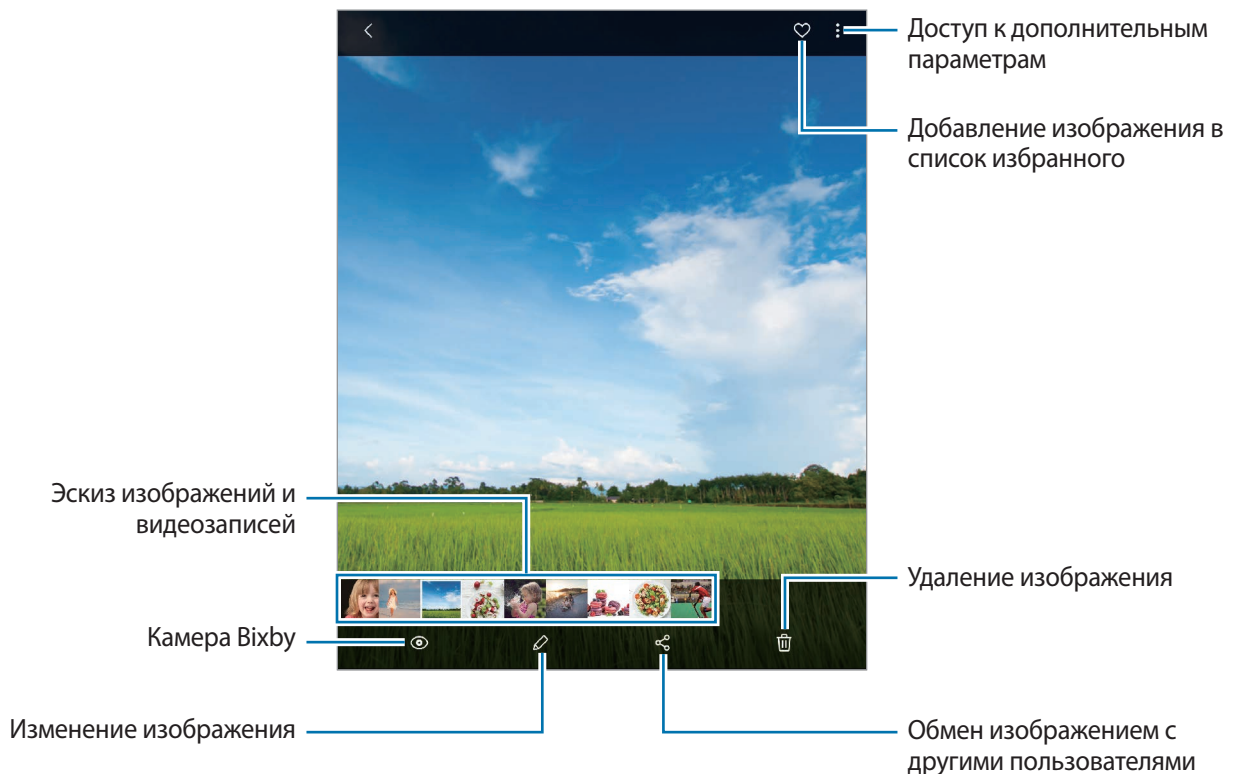 Доступ к дополнительным
параметрам
Добавление изображения в
список избранного
Эскиз изображений и
видеозаписей
Удаление изображения
Камера Bixby
Изменение изображения
Обмен изображением с
другими пользователями